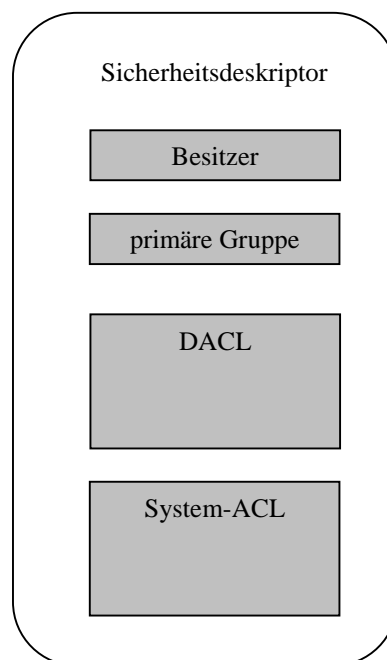 Sicherheitsdeskriptor
Besitzer
primäre Gruppe
DACL
System-ACL